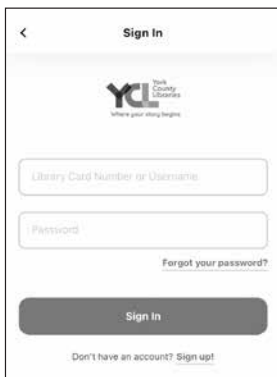 Sign In
YCL York
County
Libraries
Where your story begins
Library Card Number or Username
Password
Forgot your password?
Sign In
Don't have an account? Sign up!